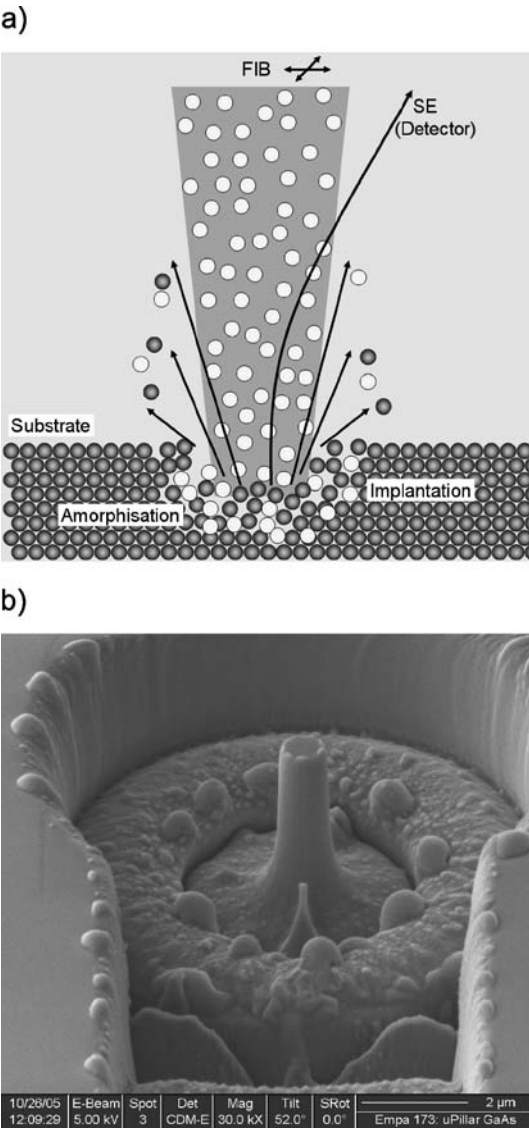 a)
FIB
SE
(Detector)
Substrate
Amorphisation
Implantation
b)
10/26/05 E-Beam Spot Det Mag Tilt SRot 2 µm
12:09:29 5.00 kV 3 CDM-E 30.0 kX 52.0° 0.0° Empa 173: uPillar GaAs